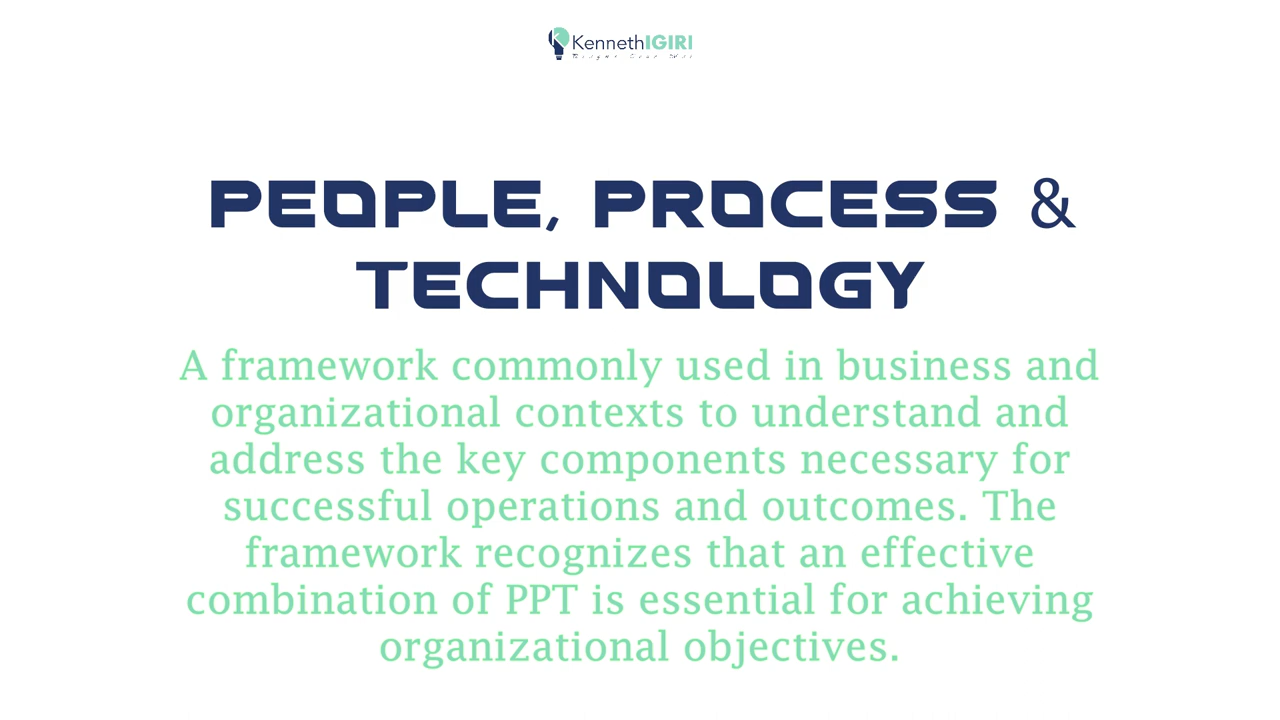 KennethIGIRI
PEOPLE, PROCESS &
TECHNOLOGY
A framework commonly used in business and
organizational contexts to understand and
address the key components necessary for
successful operations and outcomes. The
framework recognizes that an effective
combination of PPT is essential for achieving
organizational objectives.